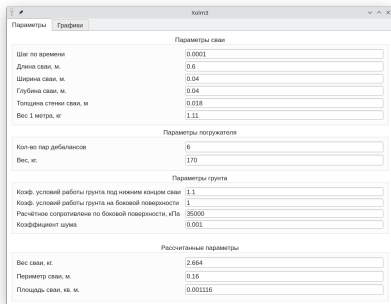 Xolm3
Параметры
Графики
Параметры сваи
Шаг по времени 0.0001
Длина сваи, м. 0.6
Ширина сваи, м. 0.04
Глубина сваи, м. 0.04
Толщина стенки сваи, м 0.018
Вес 1 метра, кг 1.11
Параметры погружателя
Кол-во пар дебалансов 6
Вес, кг. 170
Параметры грунта
Коэф. условий работы грунта под нижним концом сваи 1.1
Коэф. условий работы грунта на боковой поверхности 1
Расчётное сопротивлене по боковой поверхности, кПа 35000
Коэффициент шума 0.001
Рассчитанные параметры
Вес сваи, кг. 2.664
Периметр сваи, м. 0.16
Площадь сваи, кв. м. 0.001116